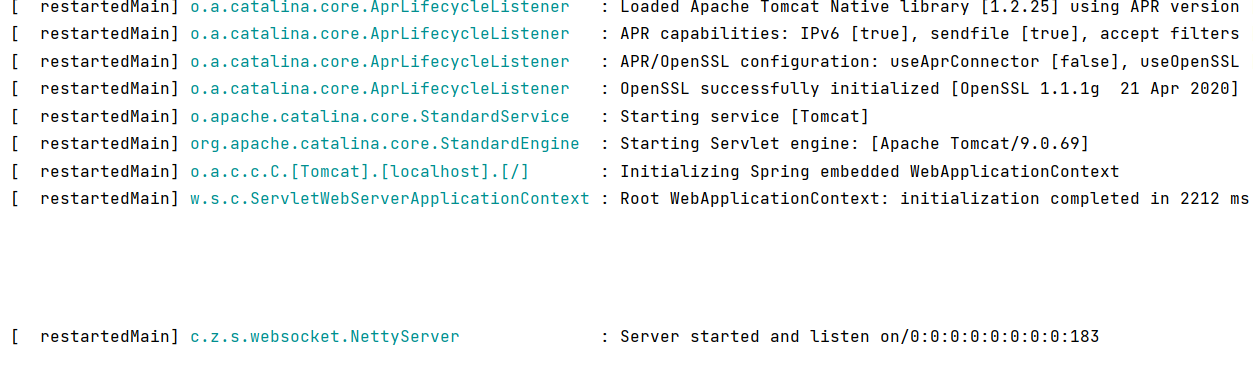 [  restartedMain] o.a.catalina.core.AprLifecycleListener   : Loaded Apache Tomcat Native library [1.2.25] using APR version
[  restartedMain] o.a.catalina.core.AprLifecycleListener   : APR capabilities: IPv6 [true], sendfile [true], accept filters
[  restartedMain] o.a.catalina.core.AprLifecycleListener   : APR/OpenSSL configuration: useAprConnector [false], useOpenSSL
[  restartedMain] o.a.catalina.core.AprLifecycleListener   : OpenSSL successfully initialized [OpenSSL 1.1.1g  21 Apr 2020]
[  restartedMain] o.apache.catalina.core.StandardService   : Starting service [Tomcat]
[  restartedMain] org.apache.catalina.core.StandardEngine  : Starting Servlet engine: [Apache Tomcat/9.0.69]
[  restartedMain] o.a.c.c.C.[Tomcat].[localhost].[/]       : Initializing Spring embedded WebApplicationContext
[  restartedMain] w.s.c.ServletWebServerApplicationContext : Root WebApplicationContext: initialization completed in 2212 ms
[  restartedMain] c.z.s.websocket.NettyServer              : Server started and listen on/0:0:0:0:0:0:0:0:183